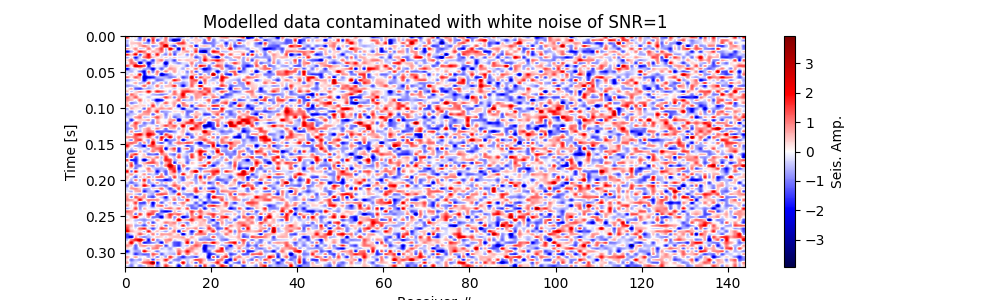 Modelled data contaminated with white noise of SNR=1
0.00
0.05
0.10
0.15
0.20
0.25
0.30
Time [s]
0 20 40 60 80 100 120 140
Receiver #
3
2
1
0
−1
−2
−3
Seis. Amp.